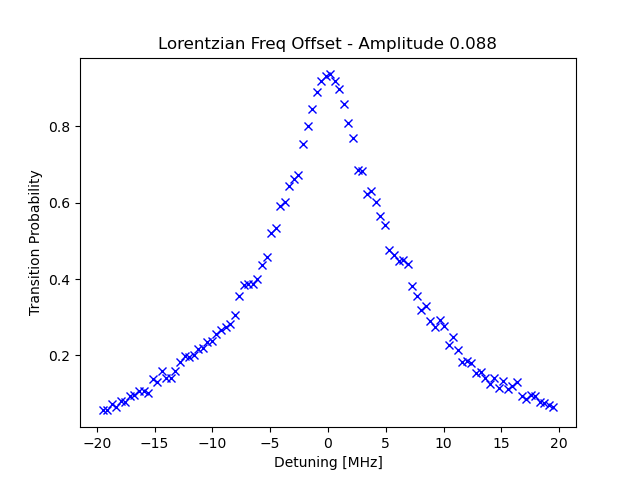 Lorentzian Freq Offset - Amplitude 0.088
Transition Probability
0.8
0.6
0.4
0.2
−20 −15 −10 −5 0 5 10 15 20
Detuning [MHz]